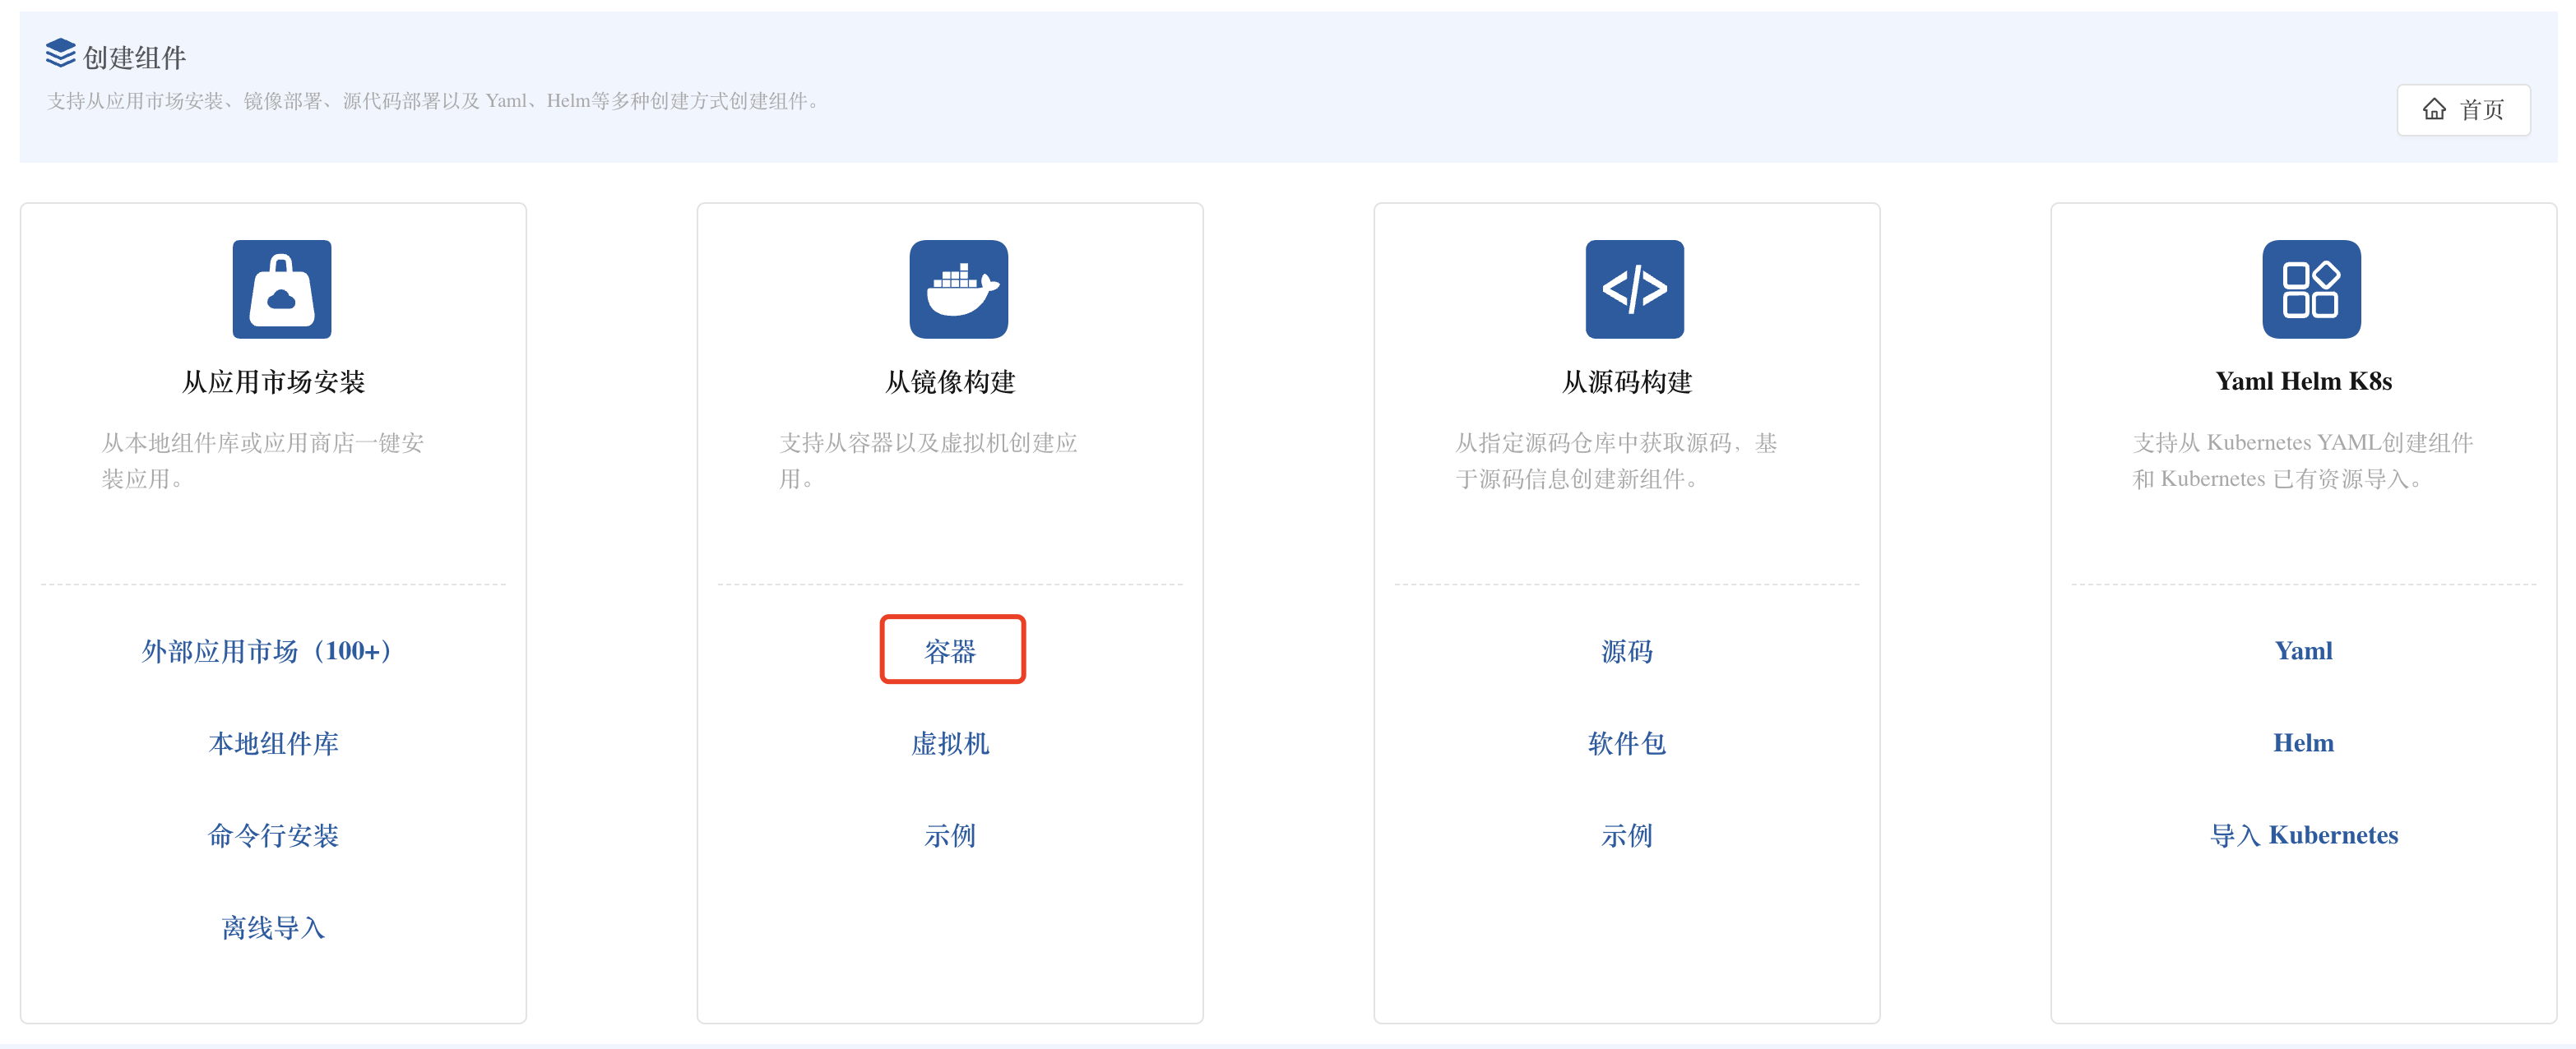 创建组件
支持从应用市场安装、镜像部署、源代码部署以及 Yaml、Helm等多种创建方式创建组件。
首页
从应用市场安装
从本地组件库或应用商店一键安
装应用。
外部应用市场（100+）
本地组件库
命令行安装
离线导入
从镜像构建
支持从容器以及虚拟机创建应
用。
容器
虚拟机
示例
从源码构建
从指定源码仓库中获取源码，基
于源码信息创建新组件。
源码
软件包
示例
Yaml Helm K8s
支持从 Kubernetes YAML创建组件
和 Kubernetes 已有资源导入。
Yaml
Helm
导入 Kubernetes